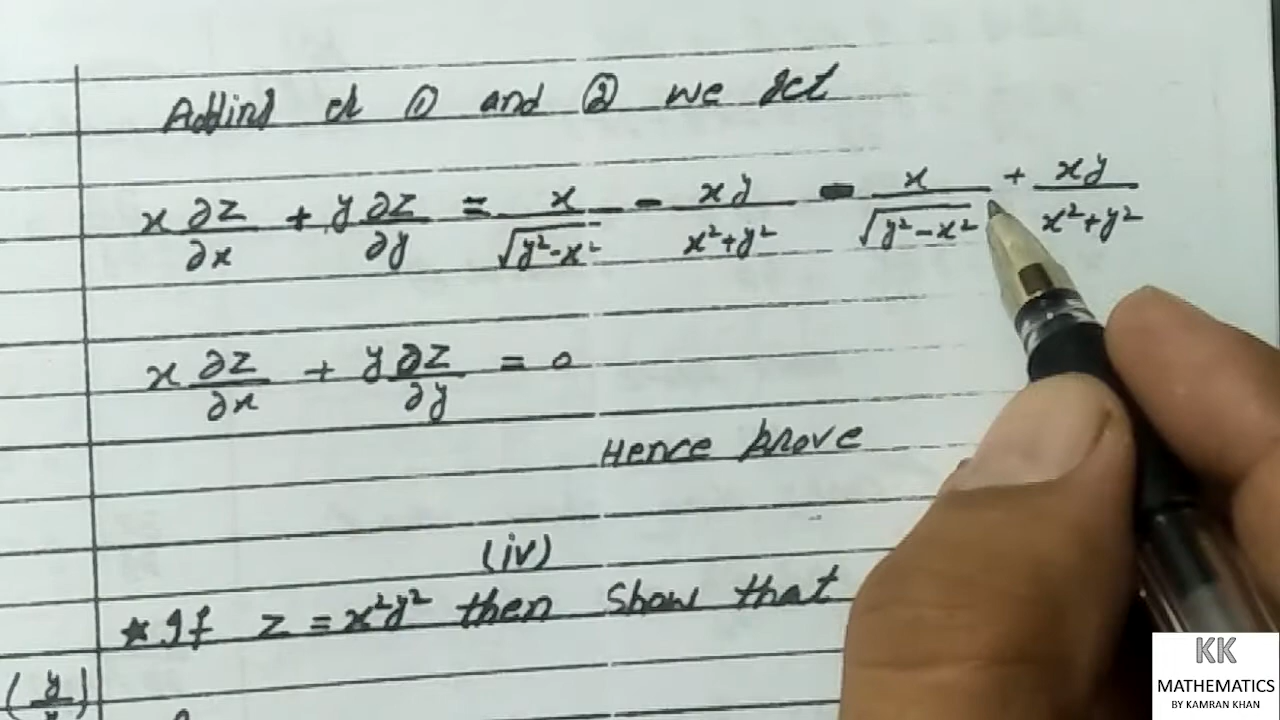 Adding eq ① and ② we get
x ∂z/∂x + y ∂z/∂y = x/√(y²-x²) - xy/(x²+y²) - x/√(y²-x²) + xy/(x²+y²)
x ∂z/∂x + y ∂z/∂y = 0
Hence prove
(iv)
* If z = x²y² then show that
KK
MATHEMATICS
BY KAMRAN KHAN